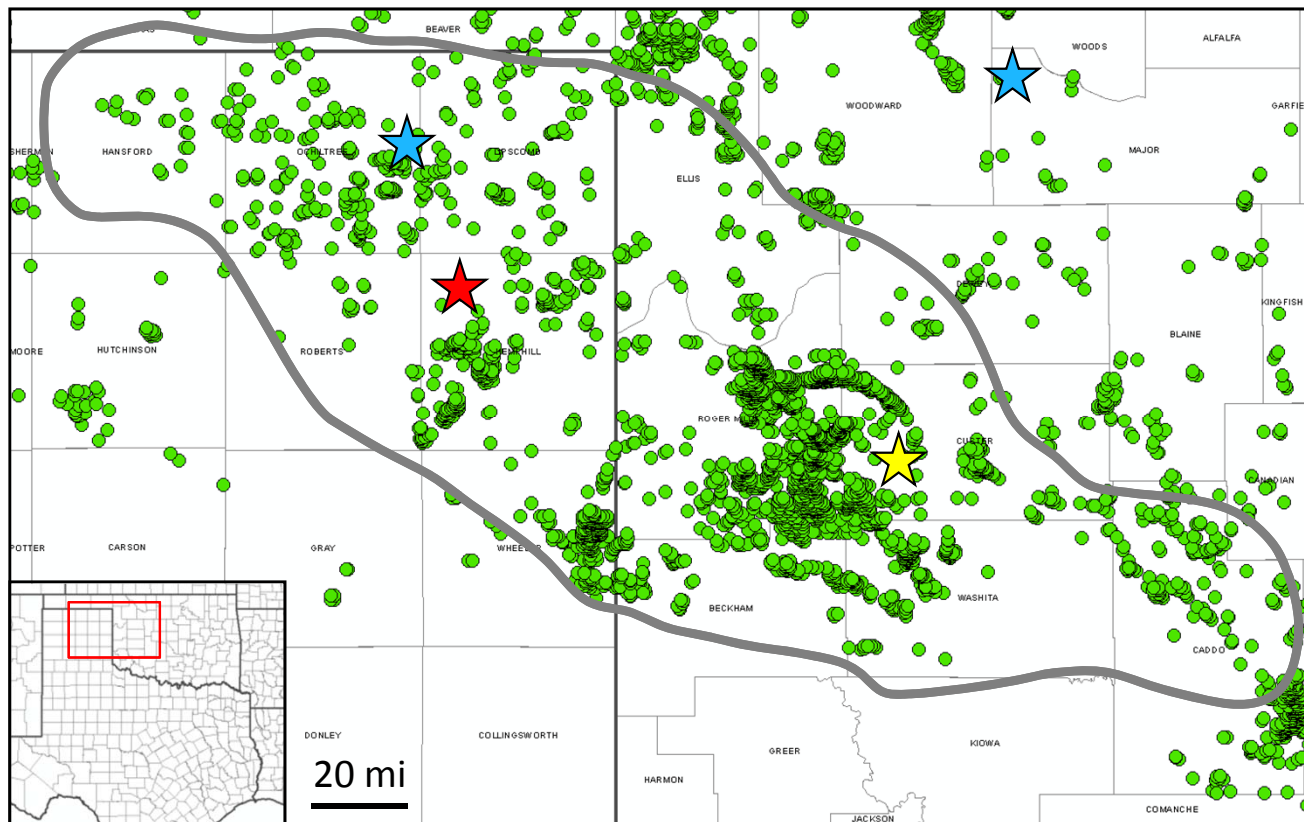 BEAVER
WOODS
ALFALFA
WOODWARD
GARFIE
SHERMAN
HANSFORD
OCHILTREE
LIPSCOMB
MAJOR
ELLIS
DEWEY
KINGFISH
BLAINE
MOORE
HUTCHINSON
ROBERTS
HEMPHILL
ROGER M
CUSTER
CANADIAN
POTTER
CARSON
GRAY
WHEELER
BECKHAM
WASHITA
CADDO
DONLEY
COLLINGSWORTH
GREER
KIOWA
HARMON
20 mi
COMANCHE
JACKSON